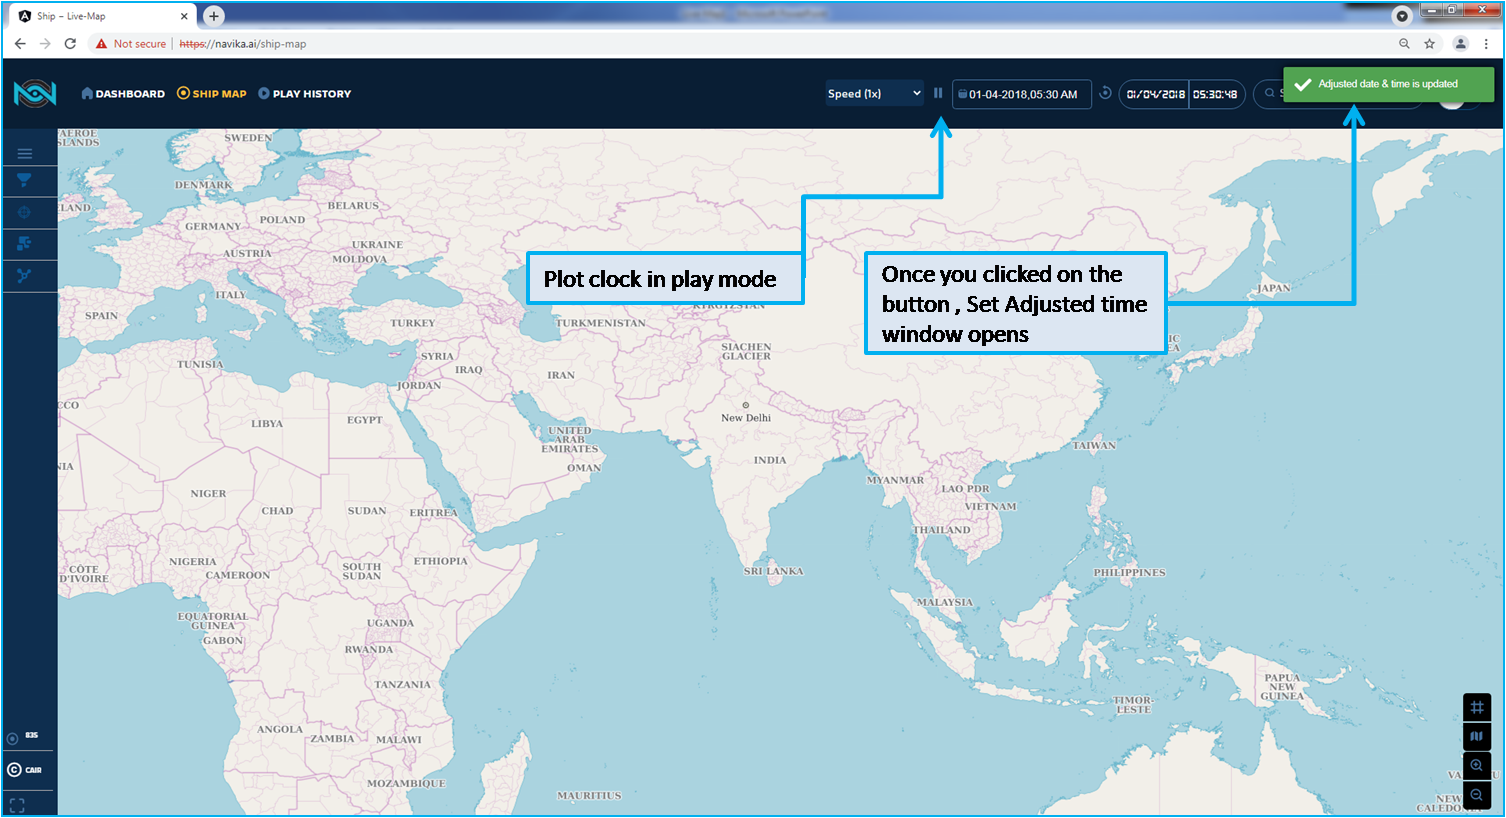 Ship – Live-Map
Not secure
https://navika.ai/ship-map
DASHBOARD
SHIP MAP
PLAY HISTORY
Speed (1x)
01-04-2018,05:30 AM
01/04/2018
05:30:48
S
Adjusted date & time is updated
Plot clock in play mode
Once you clicked on the
button , Set Adjusted time
window opens
FAEROE
ISLANDS
SWEDEN
DENMARK
ELAND
BELARUS
POLAND
GERMANY
UKRAINE
AUSTRIA
MOLDOVA
ITALY
SPAIN
TURKEY
KYRGYZSTAN
TURKMENISTAN
JAPAN
SIACHEN
GLACIER
SYRIA
TUNISIA
IRAQ
IRAN
JORDAN
CCO
LIBYA
EGYPT
New Delhi
UNITED
ARAB
EMIRATES
OMAN
INDIA
TAIWAN
NIA
NIGER
MYANMAR
LAO PDR
CHAD
SUDAN
ERITREA
VIETNAM
THAILAND
NIGERIA
ETHIOPIA
CÔTE
D'IVOIRE
CAMEROON
SOUTH
SUDAN
SRI LANKA
PHILIPPINES
MALAYSIA
EQUATORIAL
GUINEA
GABON
UGANDA
RWANDA
TANZANIA
PAPUA
NEW
GUINEA
TIMOR-
LESTE
ANGOLA
ZAMBIA
MALAWI
MOZAMBIQUE
MAURITIUS
VA
NEW
CALEDO
835
CAIR